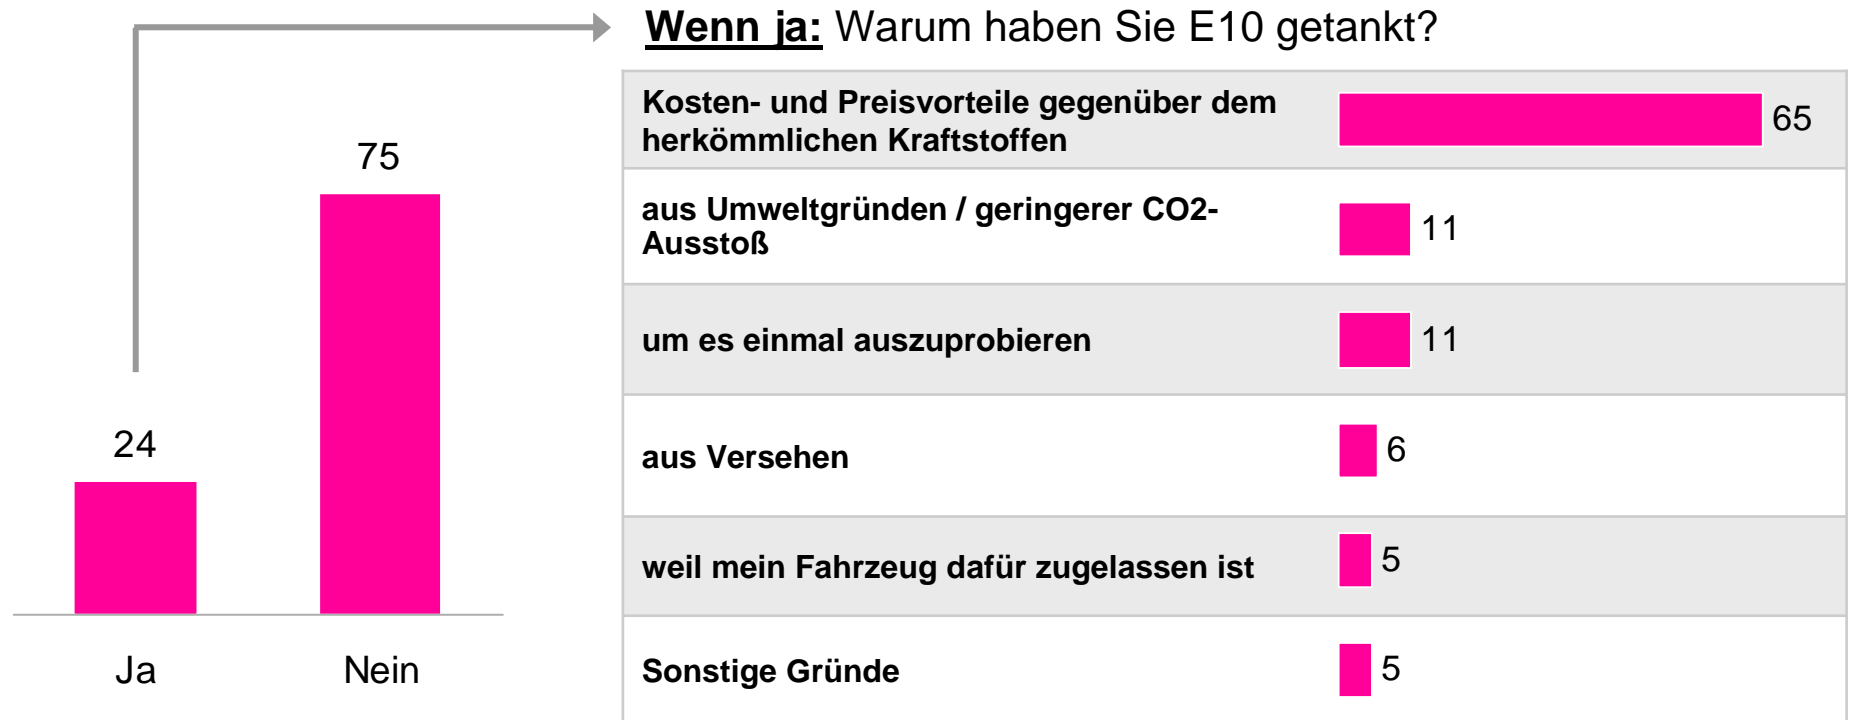 Wenn ja: Warum haben Sie E10 getankt?
75
24
Ja
Nein
Kosten- und Preisvorteile gegenüber dem
herkömmlichen Kraftstoffen
65
aus Umweltgründen / geringerer CO2-
Ausstoß
11
um es einmal auszuprobieren
11
aus Versehen
6
weil mein Fahrzeug dafür zugelassen ist
5
Sonstige Gründe
5